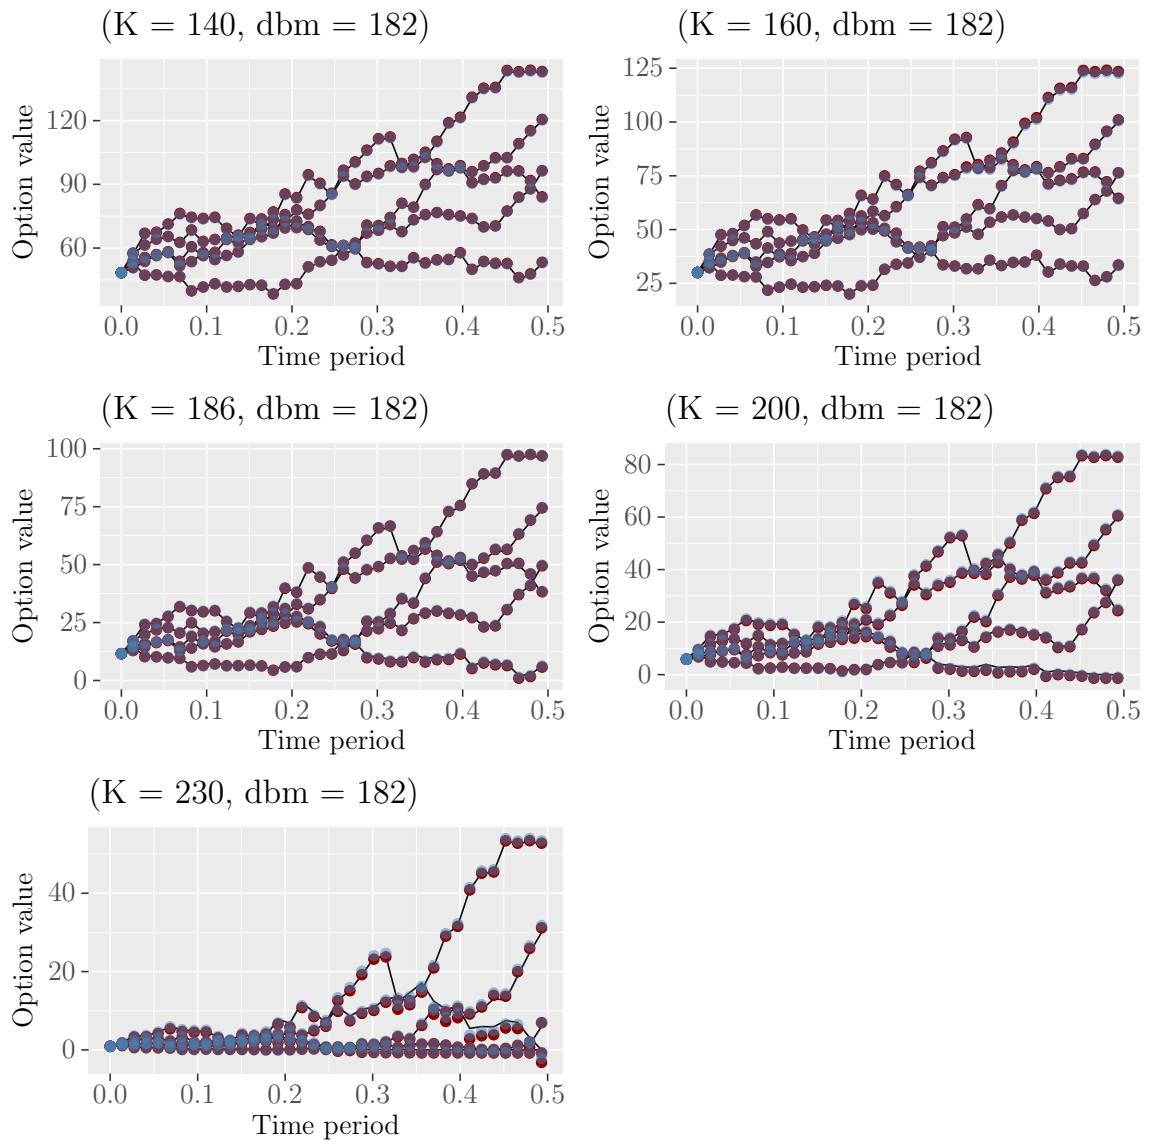 (K = 140, dbm = 182)
Option value
120
90
60
0.0 0.1 0.2 0.3 0.4 0.5
Time period
(K = 160, dbm = 182)
Option value
125
100
75
50
25
0.0 0.1 0.2 0.3 0.4 0.5
Time period
(K = 186, dbm = 182)
Option value
100
75
50
25
0
0.0 0.1 0.2 0.3 0.4 0.5
Time period
(K = 200, dbm = 182)
Option value
80
60
40
20
0
0.0 0.1 0.2 0.3 0.4 0.5
Time period
(K = 230, dbm = 182)
Option value
40
20
0
0.0 0.1 0.2 0.3 0.4 0.5
Time period